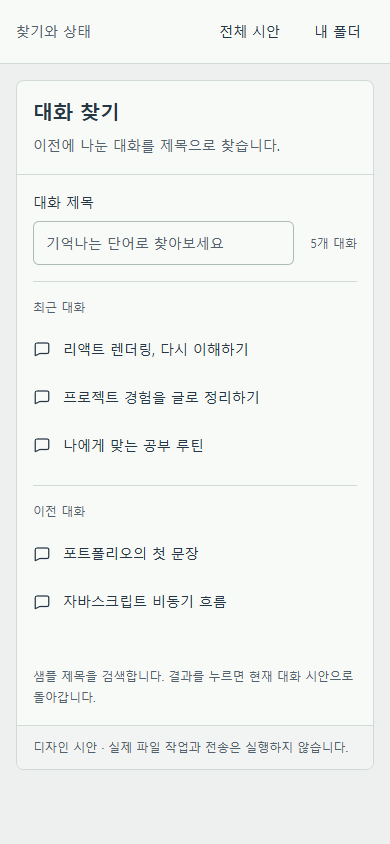 찾기와 상태
전체 시안
내 폴더
대화 찾기
이전에 나눈 대화를 제목으로 찾습니다.
대화 제목
기억나는 단어로 찾아보세요
5개 대화
최근 대화
리액트 렌더링, 다시 이해하기
프로젝트 경험을 글로 정리하기
나에게 맞는 공부 루틴
이전 대화
포트폴리오의 첫 문장
자바스크립트 비동기 흐름
샘플 제목을 검색합니다. 결과를 누르면 현재 대화 시안으로
돌아갑니다.
디자인 시안 · 실제 파일 작업과 전송은 실행하지 않습니다.